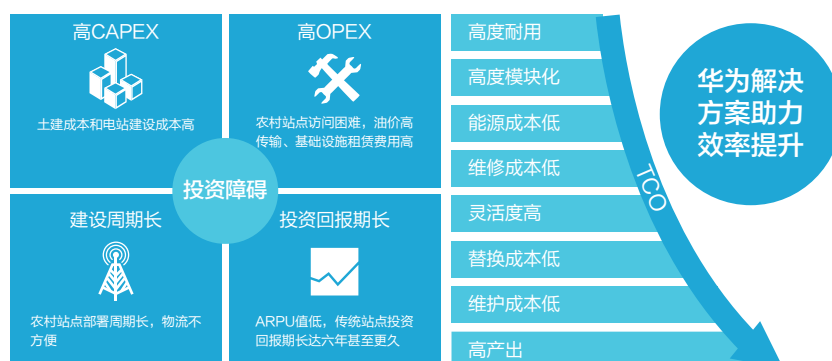 高CAPEX
土建成本和电站建设成本高
高OPEX
农村站点访问困难，油价高
传输、基础设施租赁费用高
投资障碍
建设周期长
农村站点部署周期长，物流不
方便
投资回报期长
ARPU值低，传统站点投资
回报期长达六年甚至更久
高度耐用
高度模块化
能源成本低
维修成本低
灵活度高
替换成本低
维护成本低
高产出
TCO
华为解决
方案助力
效率提升